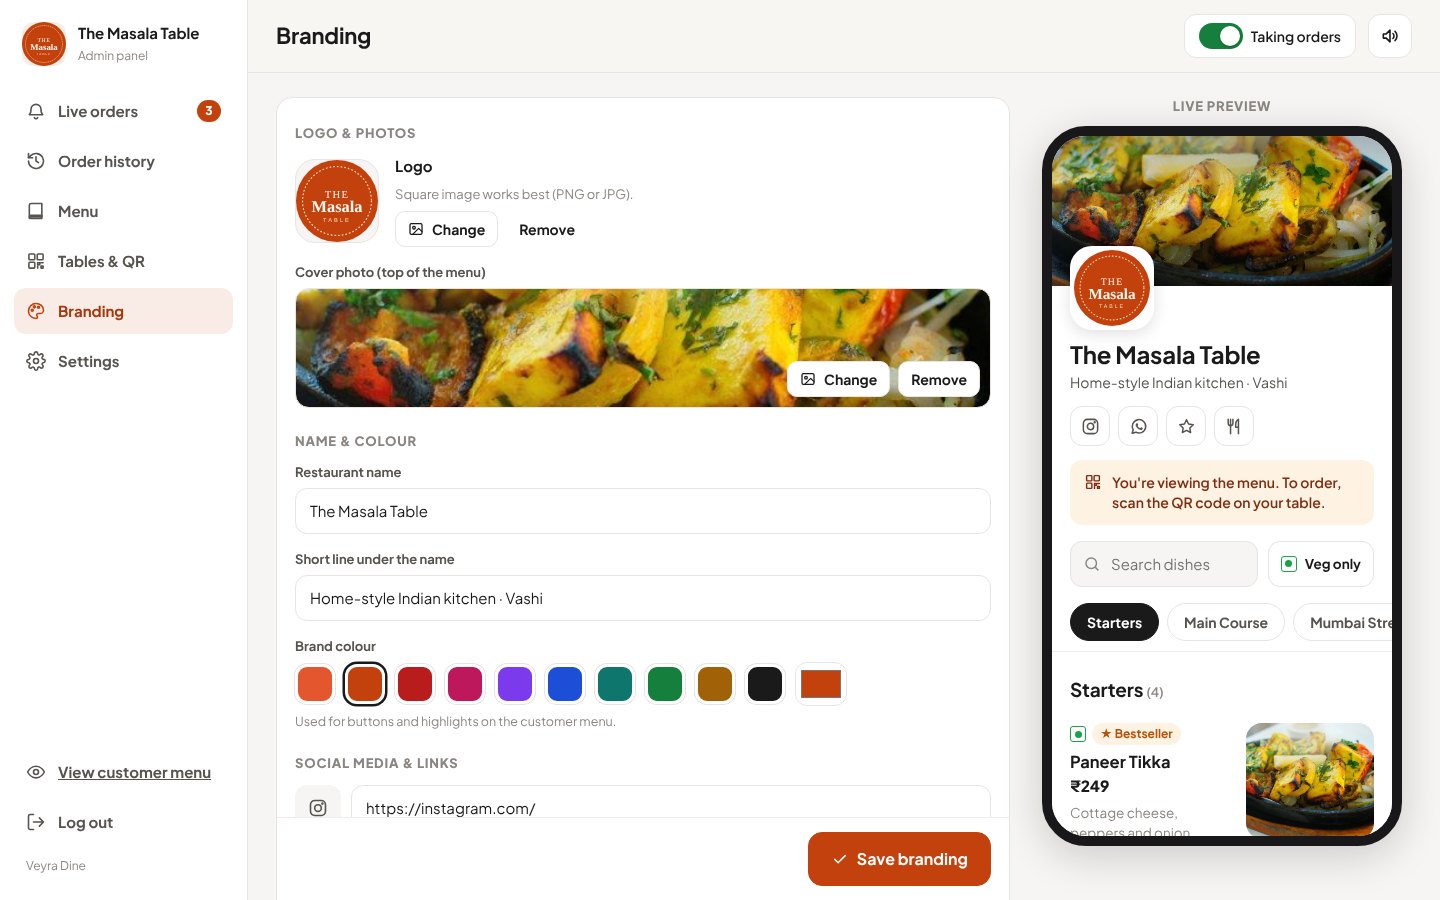 THE
Masala
TABLE
The Masala Table
Admin panel
Live orders
3
Order history
Menu
Tables & QR
Branding
Settings
View customer menu
Log out
Veyra Dine
Branding
Taking orders
LOGO & PHOTOS
THE
Masala
TABLE
Logo
Square image works best (PNG or JPG).
Change
Remove
Cover photo (top of the menu)
Change
Remove
NAME & COLOUR
Restaurant name
The Masala Table
Short line under the name
Home-style Indian kitchen · Vashi
Brand colour
Used for buttons and highlights on the customer menu.
SOCIAL MEDIA & LINKS
https://instagram.com/
Save branding
LIVE PREVIEW
THE
Masala
TABLE
The Masala Table
Home-style Indian kitchen · Vashi
You're viewing the menu. To order,
scan the QR code on your table.
Search dishes
Veg only
Starters
Main Course
Mumbai Stre
Starters (4)
★ Bestseller
Paneer Tikka
₹249
Cottage cheese,
peppers and onion